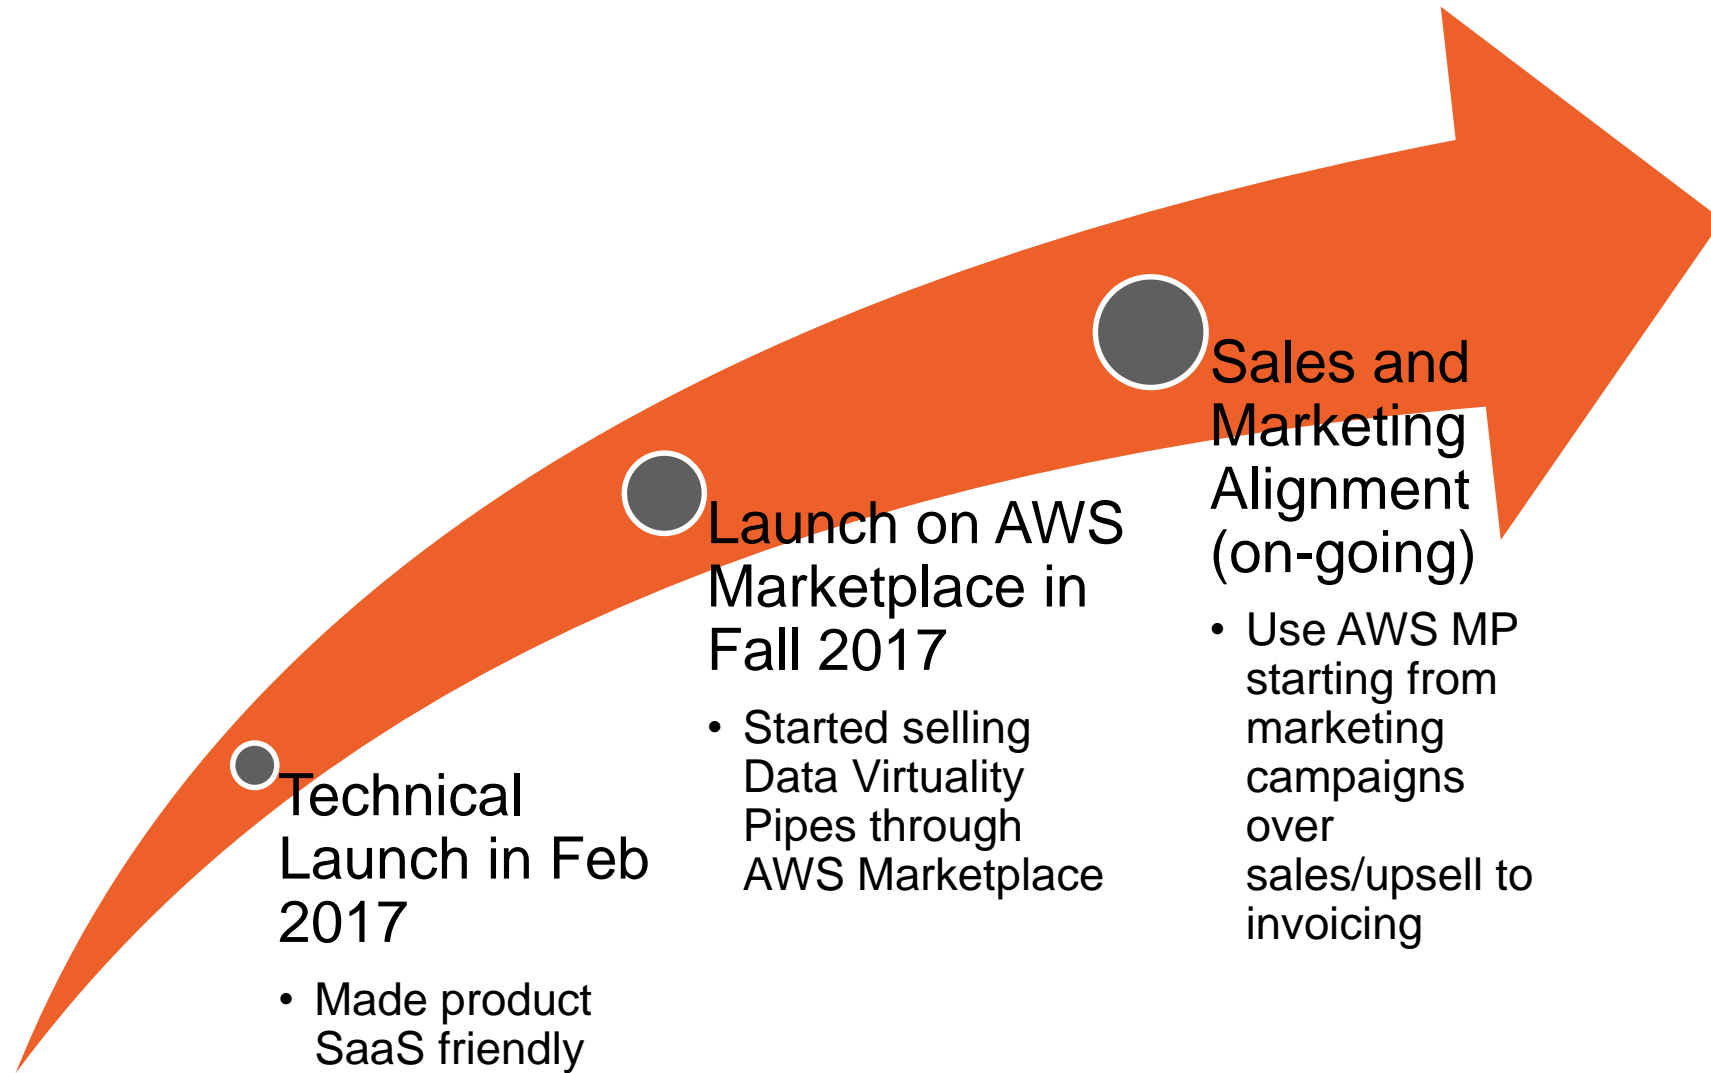 Technical
Launch in Feb
2017
• Made product
SaaS friendly
Launch on AWS
Marketplace in
Fall 2017
• Started selling
Data Virtuality
Pipes through
AWS Marketplace
Sales and
Marketing
Alignment
(on-going)
• Use AWS MP
starting from
marketing
campaigns
over
sales/upsell to
invoicing